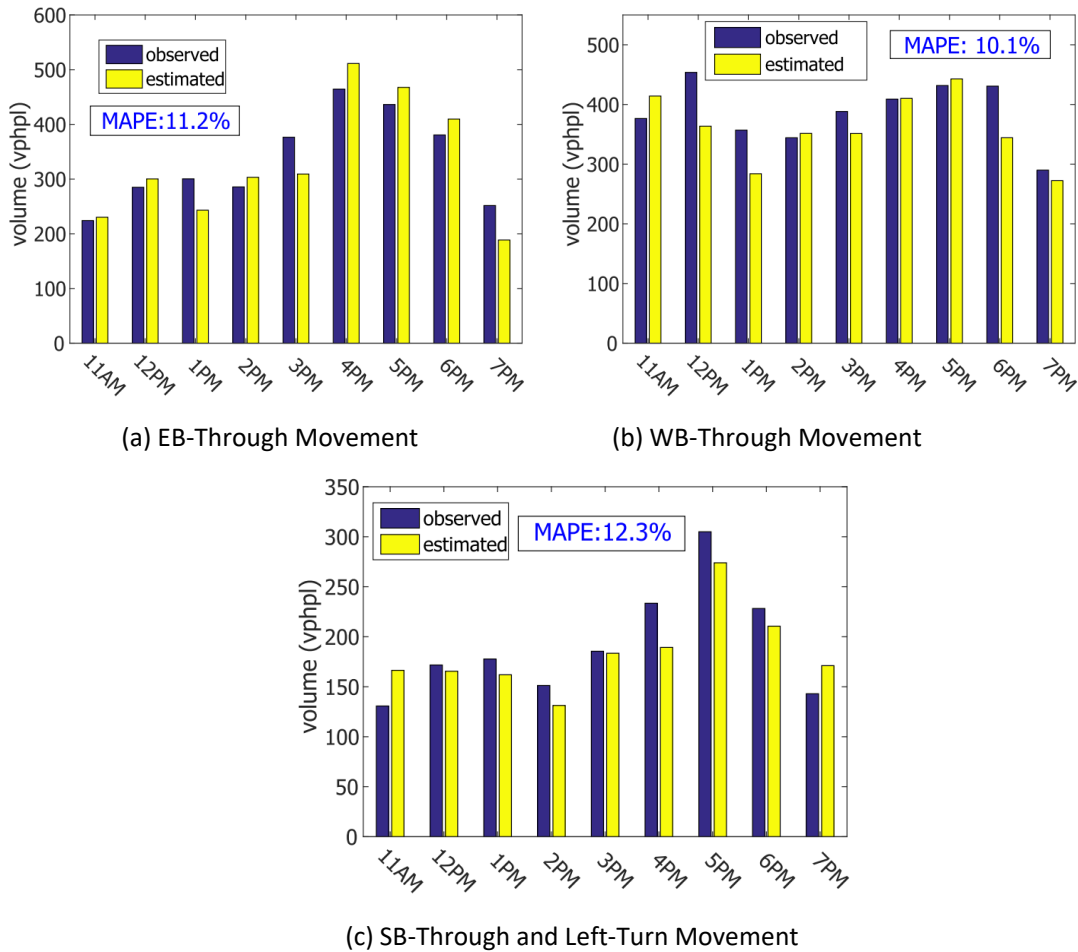 600
500
400
300
200
100
0
volume (vphpl)
observed
estimated
MAPE:11.2%
11AM 12PM 1PM 2PM 3PM 4PM 5PM 6PM 7PM
(a) EB-Through Movement
500
400
300
200
100
0
volume (vphpl)
observed
estimated
MAPE: 10.1%
11AM 12PM 1PM 2PM 3PM 4PM 5PM 6PM 7PM
(b) WB-Through Movement
350
300
250
200
150
100
50
0
volume (vphpl)
observed
estimated
MAPE:12.3%
11AM 12PM 1PM 2PM 3PM 4PM 5PM 6PM 7PM
(c) SB-Through and Left-Turn Movement